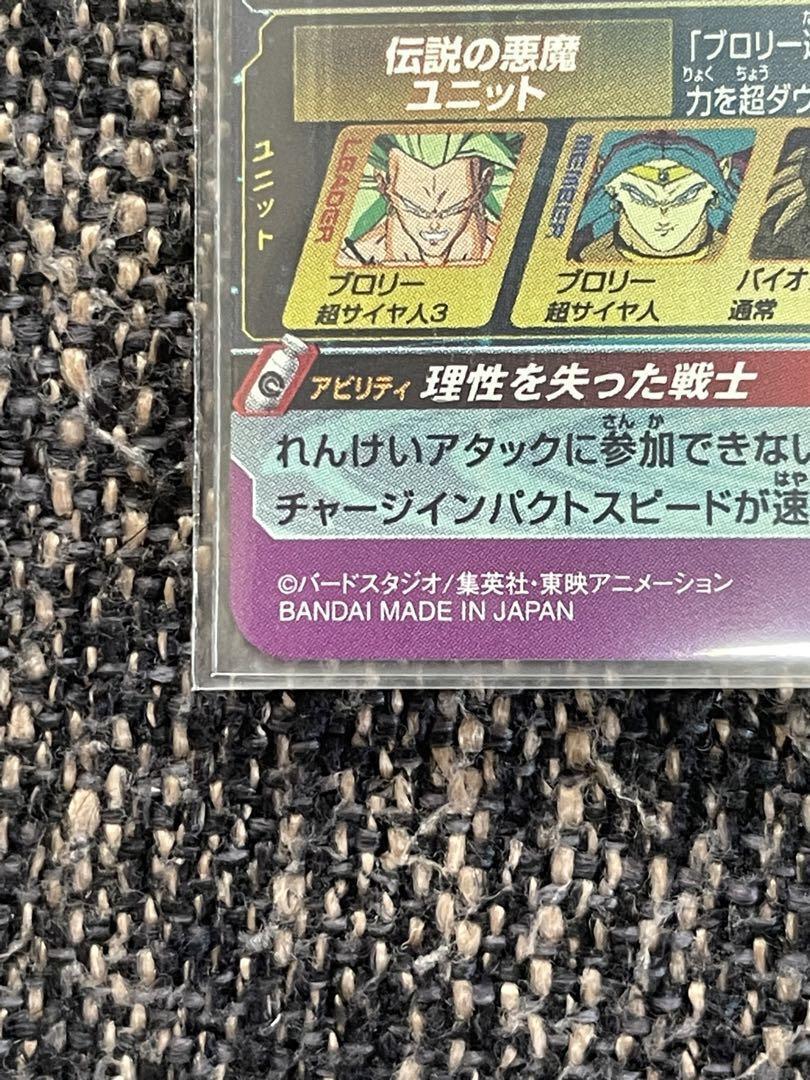 伝説の悪魔
ユニット
「ブロリー
りょく ちょう
力を超ダウ
ユニット
LEADER
MEMBER
ブロリー
超サイヤ人3
ブロリー
超サイヤ人
バイオ
通常
アビリティ 理性を失った戦士
さん か
れんけいアタックに参加できない
はや
チャージインパクトスピードが速
©バードスタジオ/集英社・東映アニメーション
BANDAI MADE IN JAPAN